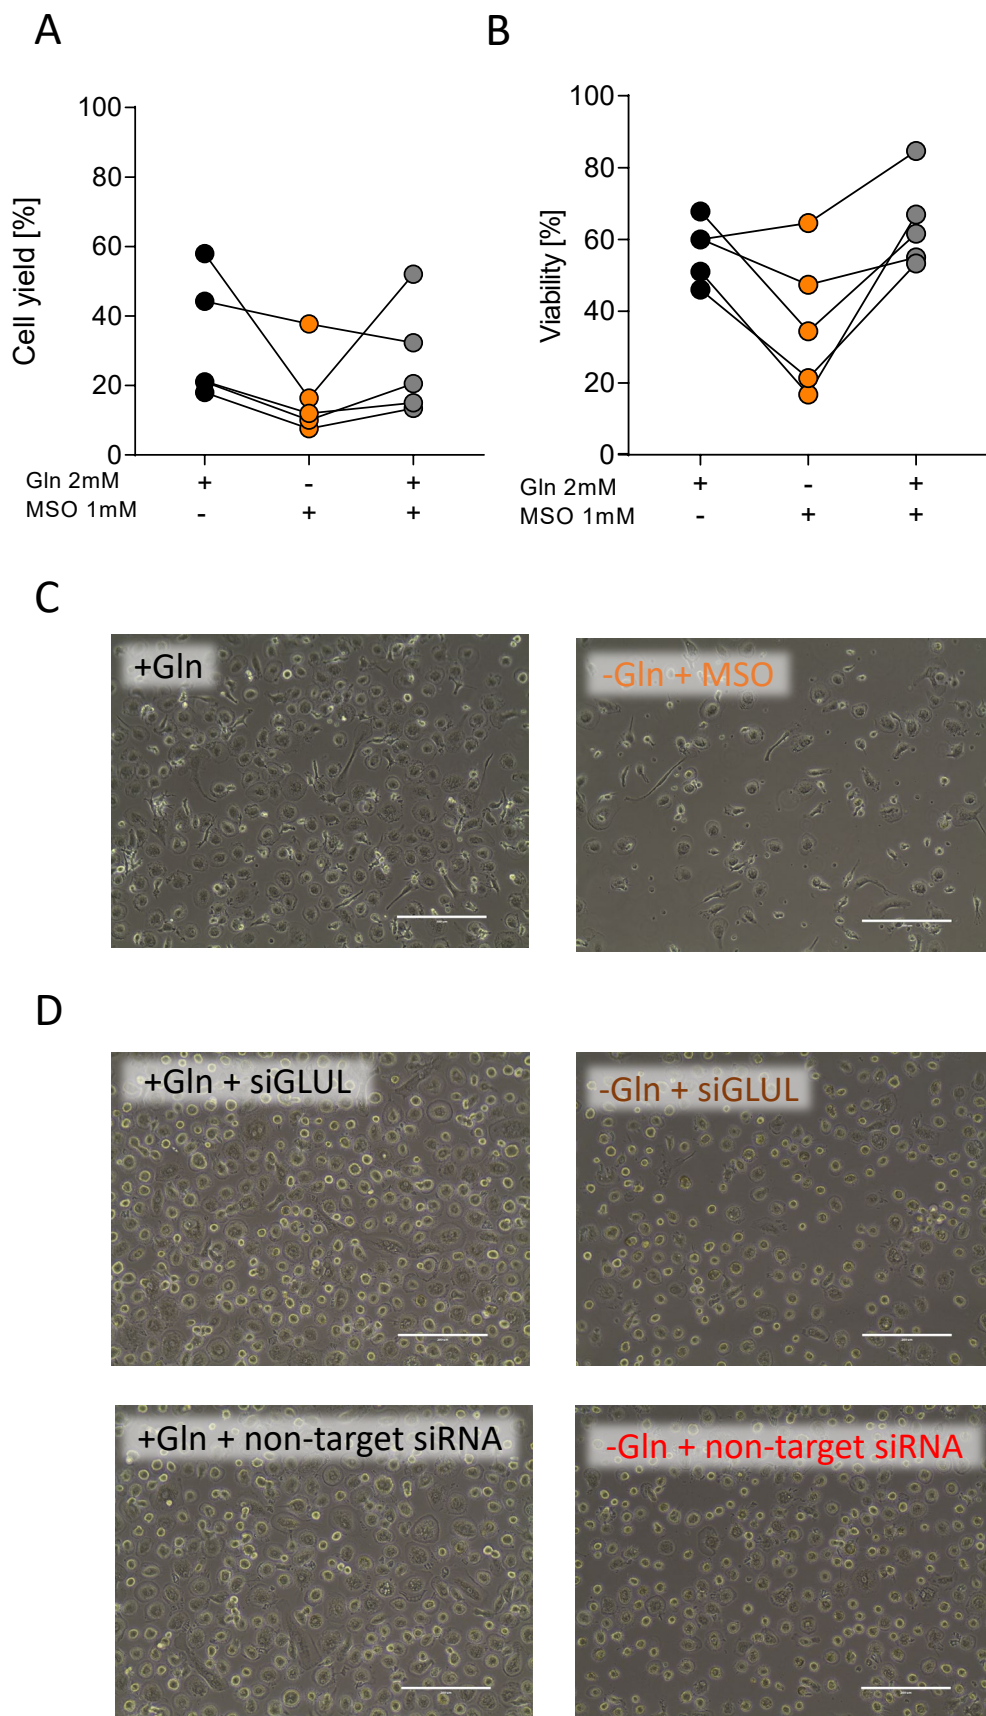 A
B
100
80
60
40
20
0
Cell yield [%]
Gln 2mM + - +
MSO 1mM - + +
100
80
60
40
20
0
Viability [%]
Gln 2mM + - +
MSO 1mM - + +
C
+Gln
-Gln + MSO
D
+Gln + siGLUL
-Gln + siGLUL
+Gln + non-target siRNA
-Gln + non-target siRNA